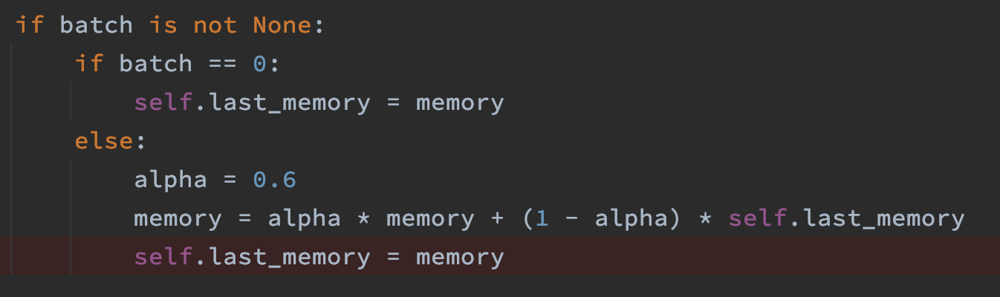 if batch is not None:
    if batch == 0:
        self.last_memory = memory
    else:
        alpha = 0.6
        memory = alpha * memory + (1 - alpha) * self.last_memory
        self.last_memory = memory